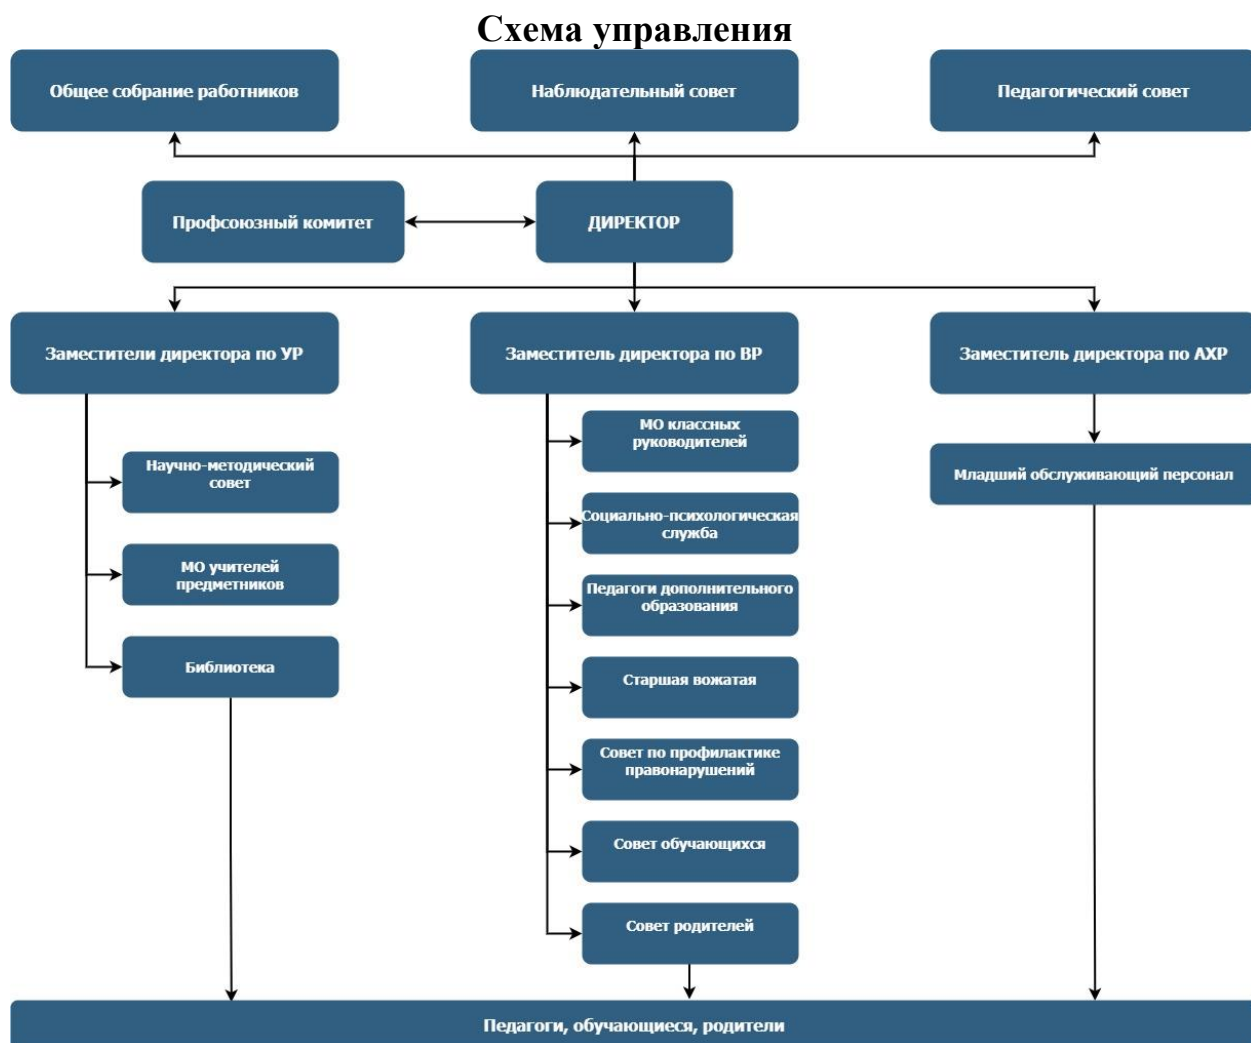 Схема управления
Общее собрание работников
Наблюдательный совет
Педагогический совет
Профсоюзный комитет
ДИРЕКТОР
Заместители директора по УР
Заместитель директора по ВР
Заместитель директора по АХР
Научно-методический
совет
МО учителей
предметников
Библиотека
МО классных
руководителей
Социально-психологическая
служба
Педагоги дополнительного
образования
Старшая вожатая
Совет по профилактике
правонарушений
Совет обучающихся
Совет родителей
Младший обслуживающий персонал
Педагоги, обучающиеся, родители